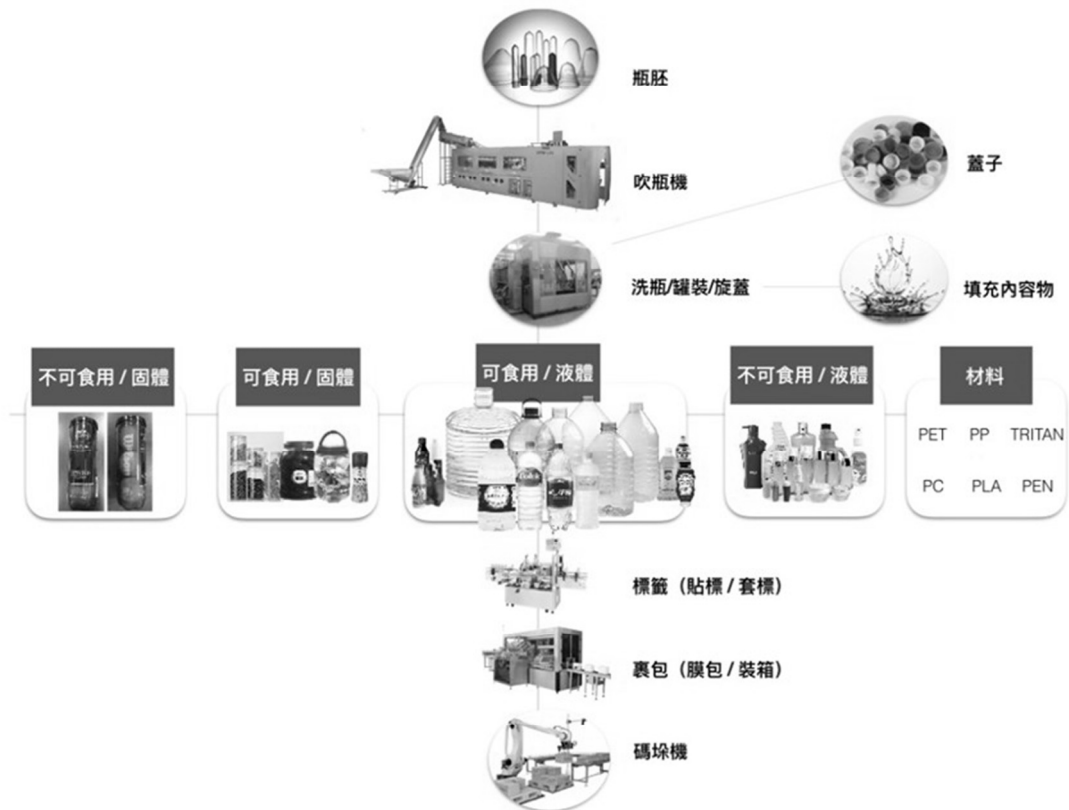 瓶胚
吹瓶機
蓋子
洗瓶/罐裝/旋蓋
填充內容物
不可食用 / 固體
可食用 / 固體
可食用 / 液體
不可食用 / 液體
材料
PET PP TRITAN
PC PLA PEN
標籤（貼標 / 套標）
裹包（膜包 / 裝箱）
碼垛機